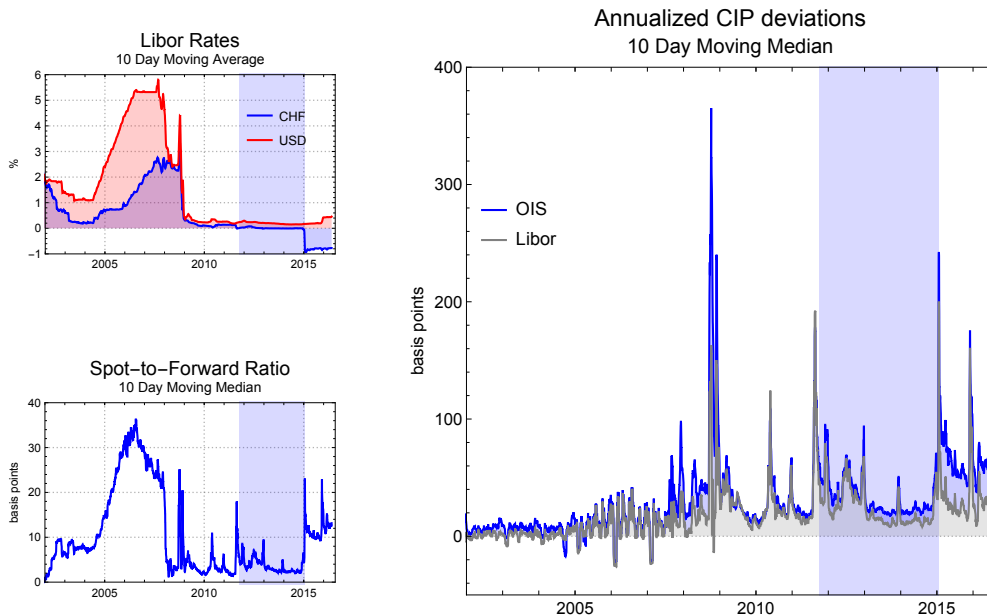 Libor Rates
10 Day Moving Average
6
5
4
3
2
1
0
−1
%
CHF
USD
2005
2010
2015
Spot−to−Forward Ratio
10 Day Moving Median
40
30
20
10
0
basis points
2005
2010
2015
Annualized CIP deviations
10 Day Moving Median
400
300
200
100
0
basis points
OIS
Libor
2005
2010
2015